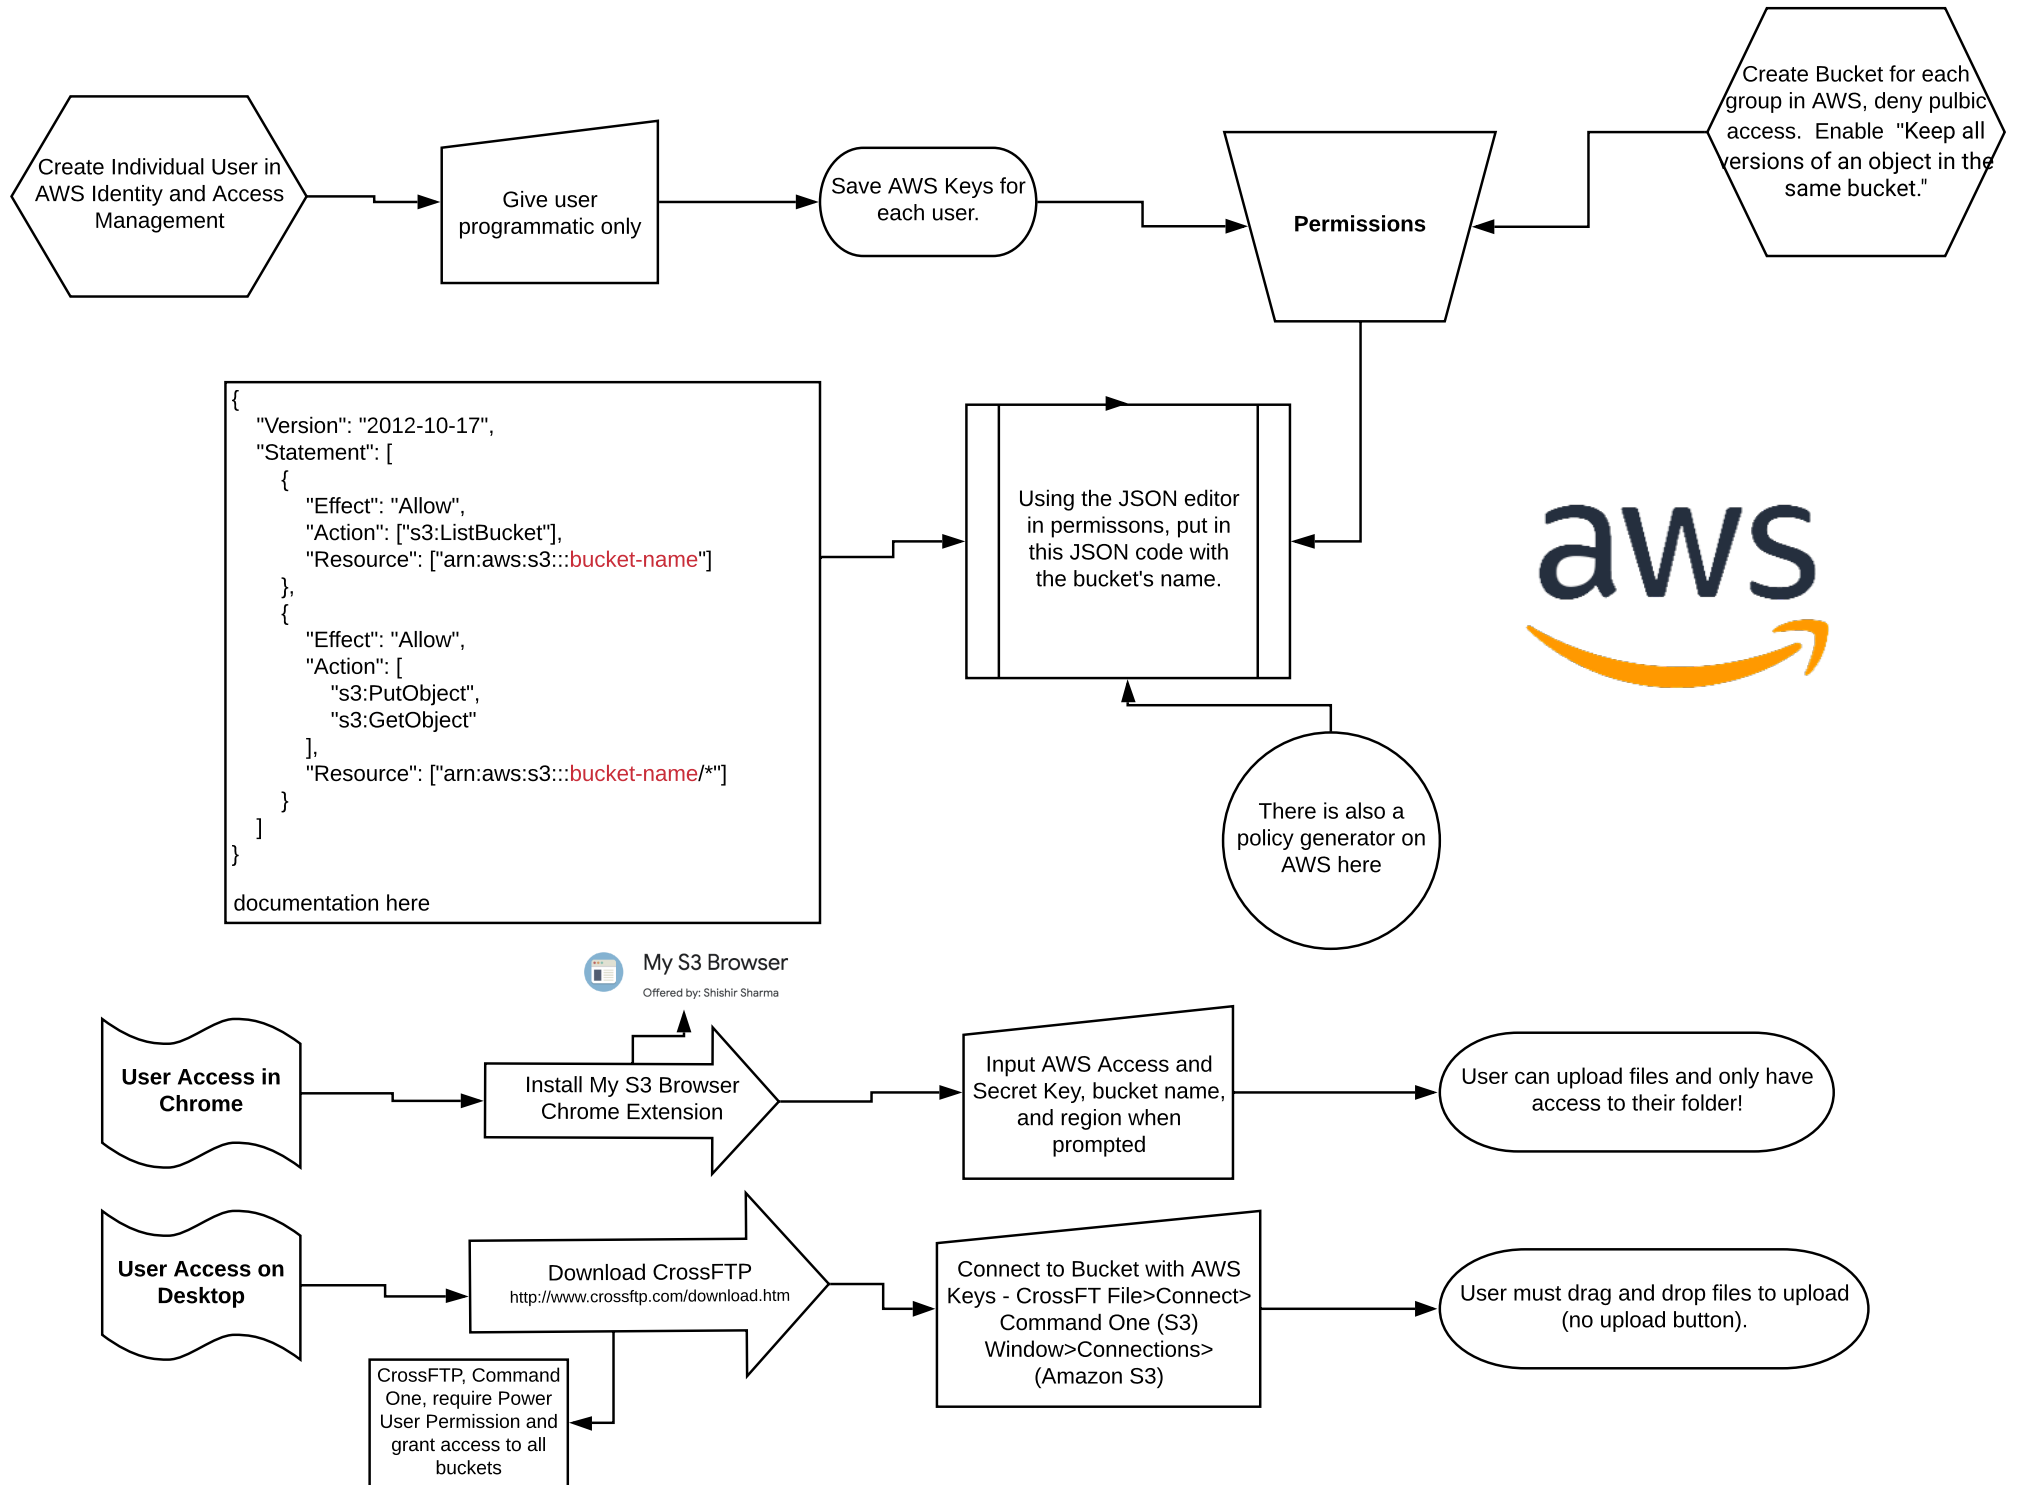 Create Individual User in
AWS Identity and Access
Management
Give user
programmatic only
Save AWS Keys for
each user.
Permissions
Create Bucket for each
group in AWS, deny pulbic
access.  Enable  "Keep all
versions of an object in the
same bucket."
{
"Version": "2012-10-17",
"Statement": [
{
"Effect": "Allow",
"Action": ["s3:ListBucket"],
"Resource": ["arn:aws:s3:::bucket-name"]
},
{
"Effect": "Allow",
"Action": [
"s3:PutObject",
"s3:GetObject"
],
"Resource": ["arn:aws:s3:::bucket-name/*"]
}
]
}
documentation here
Using the JSON editor
in permissons, put in
this JSON code with
the bucket's name.
aws
There is also a
policy generator on
AWS here
My S3 Browser
Offered by: Shishir Sharma
User Access in
Chrome
Install My S3 Browser
Chrome Extension
Input AWS Access and
Secret Key, bucket name,
and region when
prompted
User can upload files and only have
access to their folder!
User Access on
Desktop
Download CrossFTP
http://www.crossftp.com/download.htm
Connect to Bucket with AWS
Keys - CrossFT File>Connect>
Command One (S3)
Window>Connections>
(Amazon S3)
User must drag and drop files to upload
(no upload button).
CrossFTP, Command
One, require Power
User Permission and
grant access to all
buckets